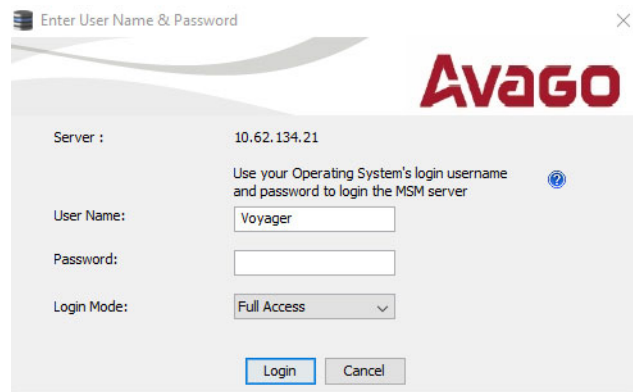 Enter User Name & Password
Avago
Server : 10.62.134.21
Use your Operating System's login username
and password to login the MSM server
User Name: Voyager
Password:
Login Mode: Full Access
Login Cancel